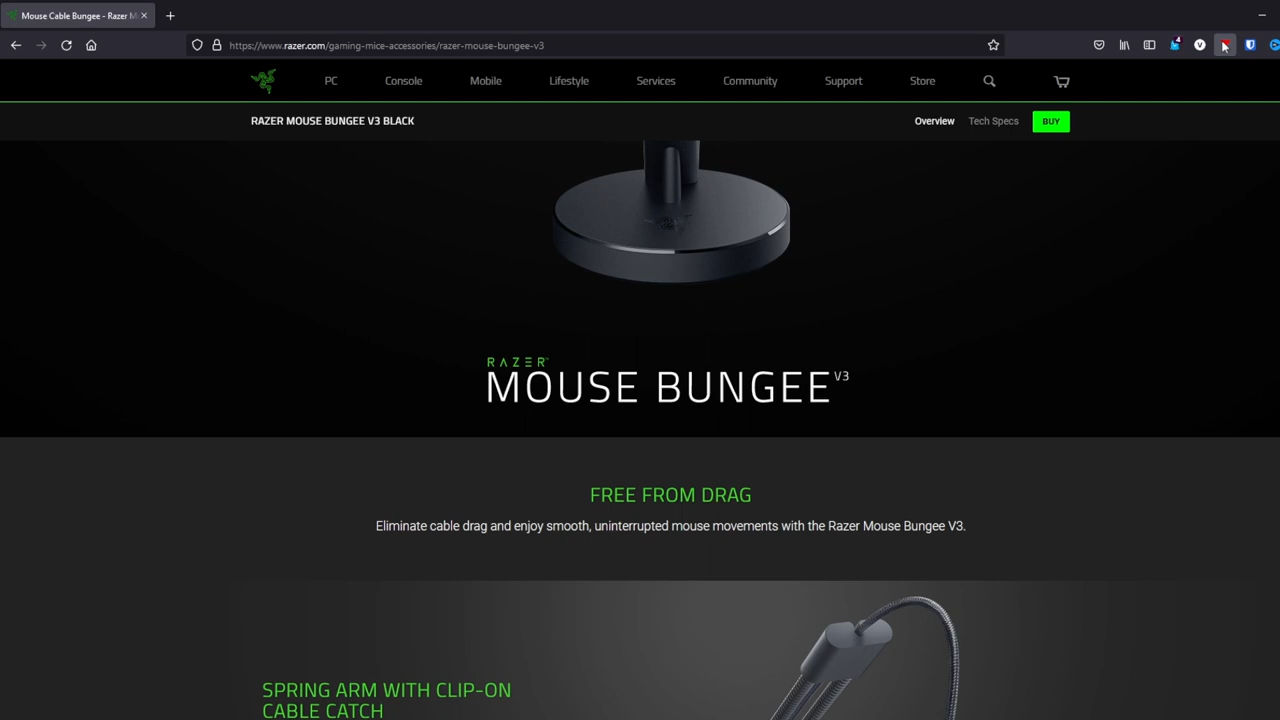 Mouse Cable Bungee - Razer M
https://www.razer.com/gaming-mice-accessories/razer-mouse-bungee-v3
4
V
PC
Console
Mobile
Lifestyle
Services
Community
Support
Store
RAZER MOUSE BUNGEE V3 BLACK
Overview
Tech Specs
BUY
RAZER™
MOUSE BUNGEE V3
FREE FROM DRAG
Eliminate cable drag and enjoy smooth, uninterrupted mouse movements with the Razer Mouse Bungee V3.
SPRING ARM WITH CLIP-ON
CABLE CATCH